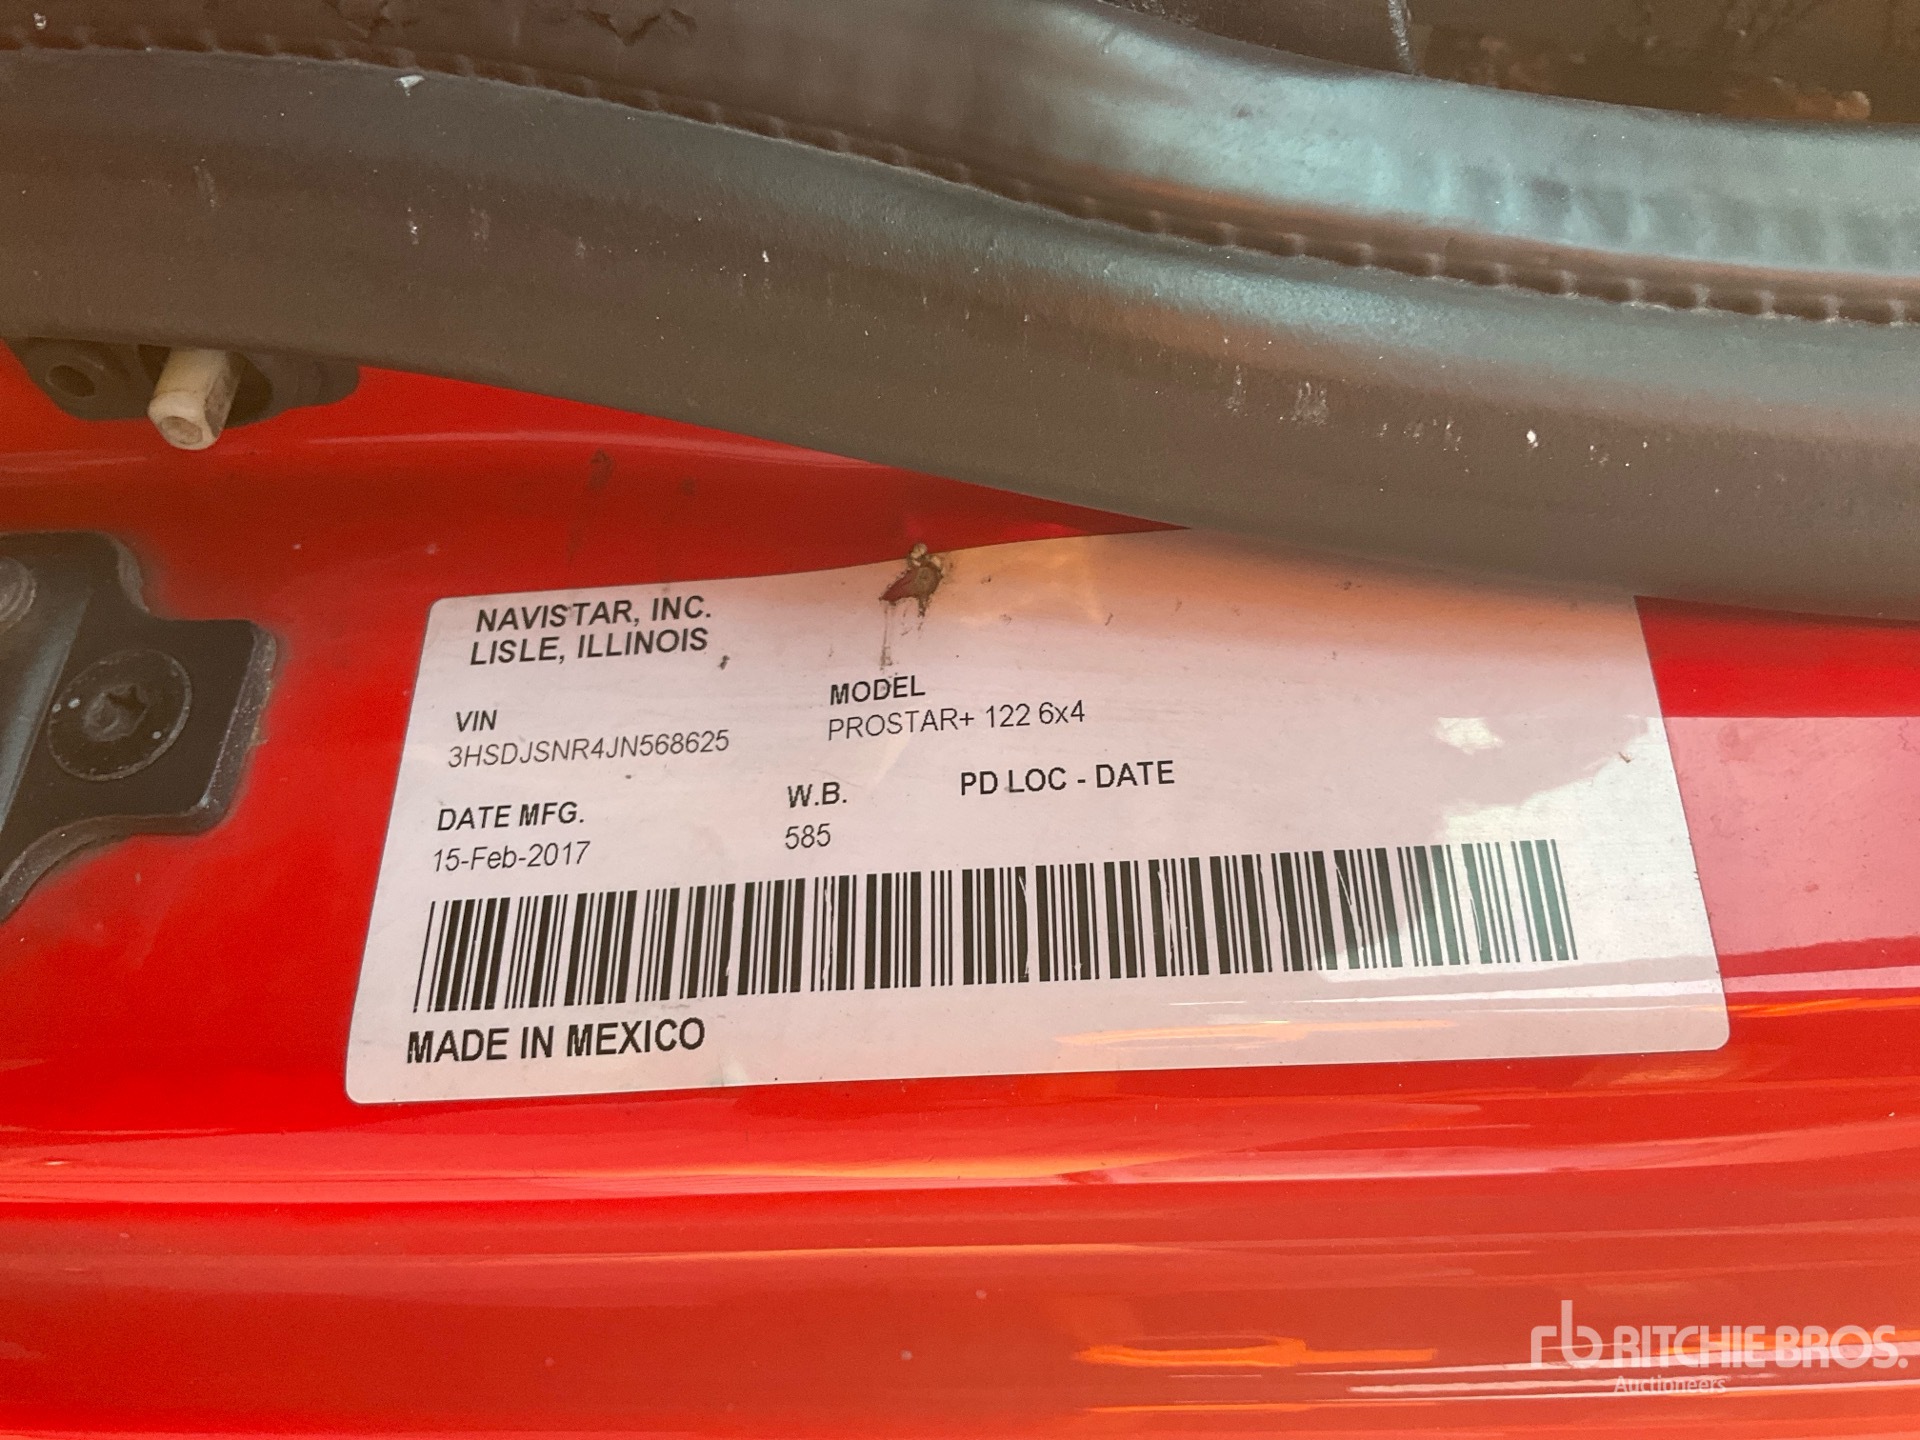 NAVISTAR, INC.
LISLE, ILLINOIS
VIN
3HSDJSNR4JN568625
MODEL
PROSTAR+ 122 6x4
DATE MFG.
15-Feb-2017
W.B.
585
PD LOC - DATE
MADE IN MEXICO
rb RITCHIE BROS.
Auctioneers